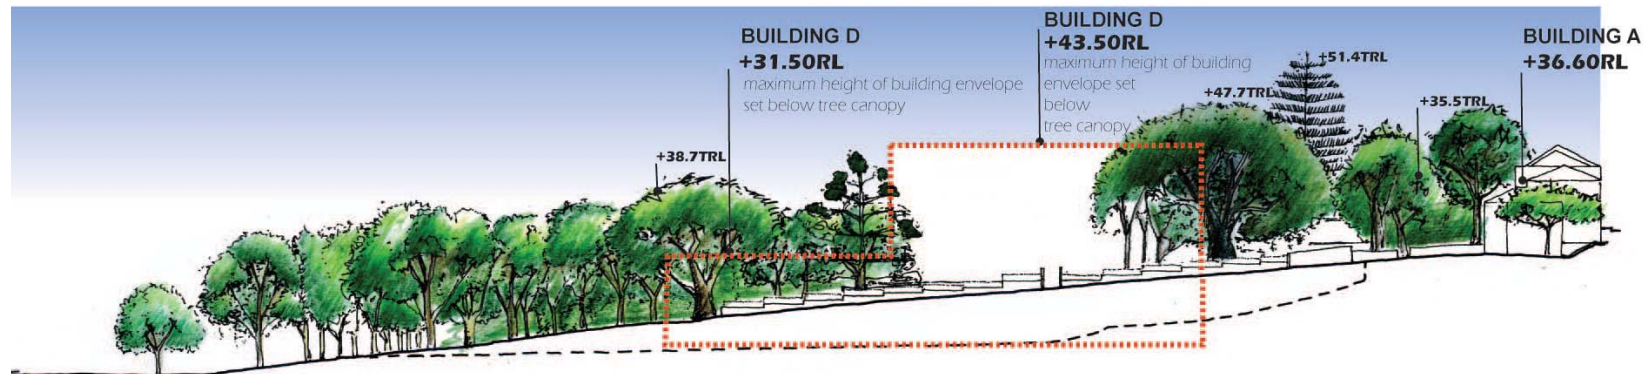 BUILDING D
+31.50RL
maximum height of building envelope
set below tree canopy
BUILDING D
+43.50RL
maximum height of building
envelope set
below
tree canopy
BUILDING A
+36.60RL
+51.4TRL
+47.7TRL
+35.5TRL
+38.7TRL